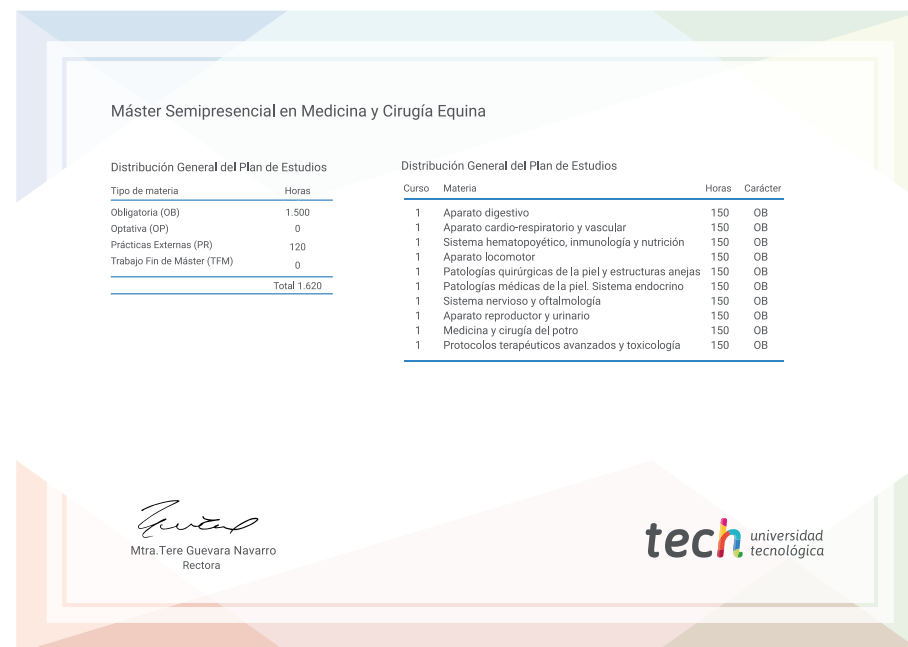 Máster Semipresencial en Medicina y Cirugía Equina
Distribución General del Plan de Estudios
Tipo de materia Horas
Obligatoria (OB) 1.500
Optativa (OP) 0
Prácticas Externas (PR) 120
Trabajo Fin de Máster (TFM) 0
Total 1.620
Distribución General del Plan de Estudios
Curso Materia Horas Carácter
1 Aparato digestivo 150 OB
1 Aparato cardio-respiratorio y vascular 150 OB
1 Sistema hematopoyético, inmunología y nutrición 150 OB
1 Aparato locomotor 150 OB
1 Patologías quirúrgicas de la piel y estructuras anejas 150 OB
1 Patologías médicas de la piel. Sistema endocrino 150 OB
1 Sistema nervioso y oftalmología 150 OB
1 Aparato reproductor y urinario 150 OB
1 Medicina y cirugía del potro 150 OB
1 Protocolos terapéuticos avanzados y toxicología 150 OB
Mtra.Tere Guevara Navarro
Rectora
tech universidad
tecnológica